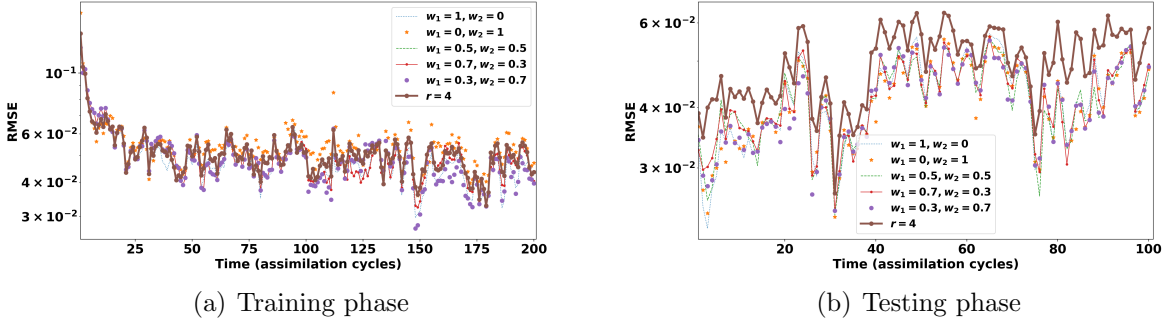 RMSE
10⁻¹
6 × 10⁻²
4 × 10⁻²
3 × 10⁻²
w₁ = 1, w₂ = 0
w₁ = 0, w₂ = 1
w₁ = 0.5, w₂ = 0.5
w₁ = 0.7, w₂ = 0.3
w₁ = 0.3, w₂ = 0.7
r = 4
25 50 75 100 125 150 175 200
Time (assimilation cycles)
(a) Training phase
RMSE
6 × 10⁻²
4 × 10⁻²
3 × 10⁻²
w₁ = 1, w₂ = 0
w₁ = 0, w₂ = 1
w₁ = 0.5, w₂ = 0.5
w₁ = 0.7, w₂ = 0.3
w₁ = 0.3, w₂ = 0.7
r = 4
20 40 60 80 100
Time (assimilation cycles)
(b) Testing phase